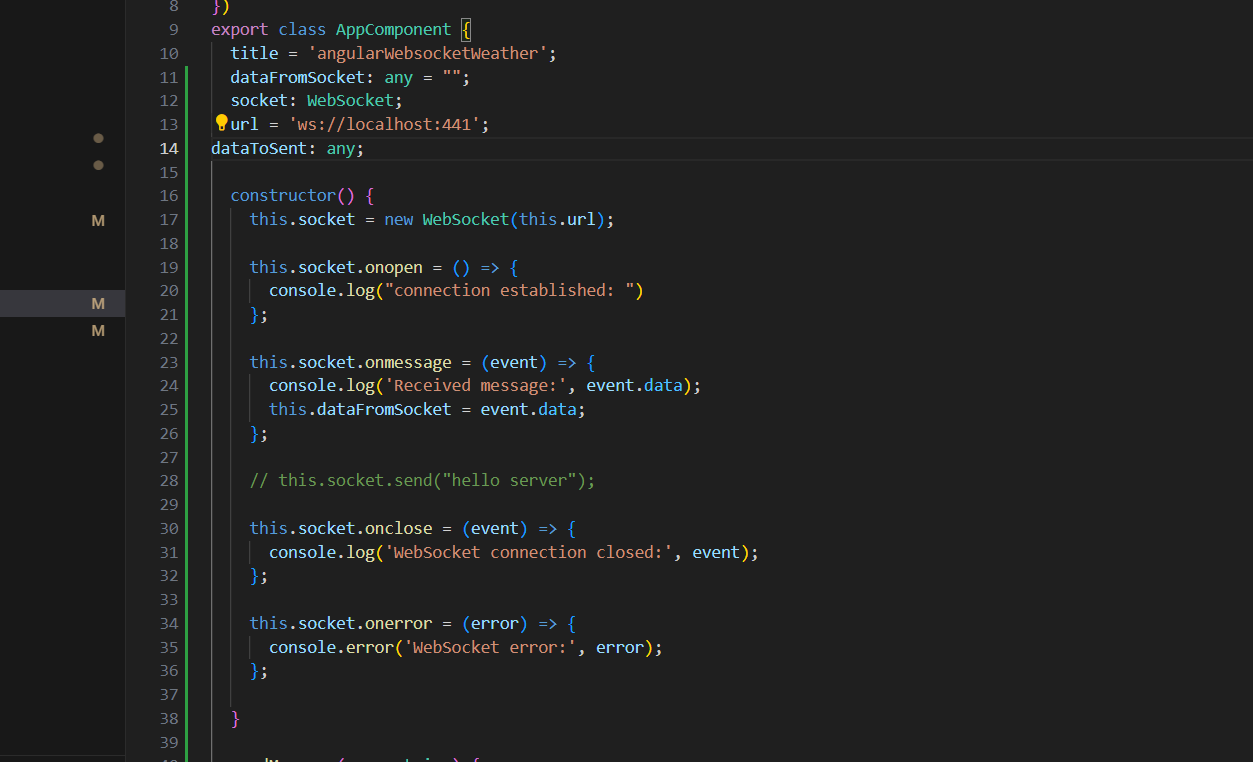 8 })
9 export class AppComponent {
10 title = 'angularWebsocketWeather';
11 dataFromSocket: any = "";
12 socket: WebSocket;
13 url = 'ws://localhost:441';
14 dataToSent: any;
15
M
16 constructor() {
17 this.socket = new WebSocket(this.url);
18
19 this.socket.onopen = () => {
20 console.log("connection established: ")
M
21 };
22
M
23 this.socket.onmessage = (event) => {
24 console.log('Received message:', event.data);
25 this.dataFromSocket = event.data;
26 };
27
28 // this.socket.send("hello server");
29
30 this.socket.onclose = (event) => {
31 console.log('WebSocket connection closed:', event);
32 };
33
34 this.socket.onerror = (error) => {
35 console.error('WebSocket error:', error);
36 };
37
38 }
39